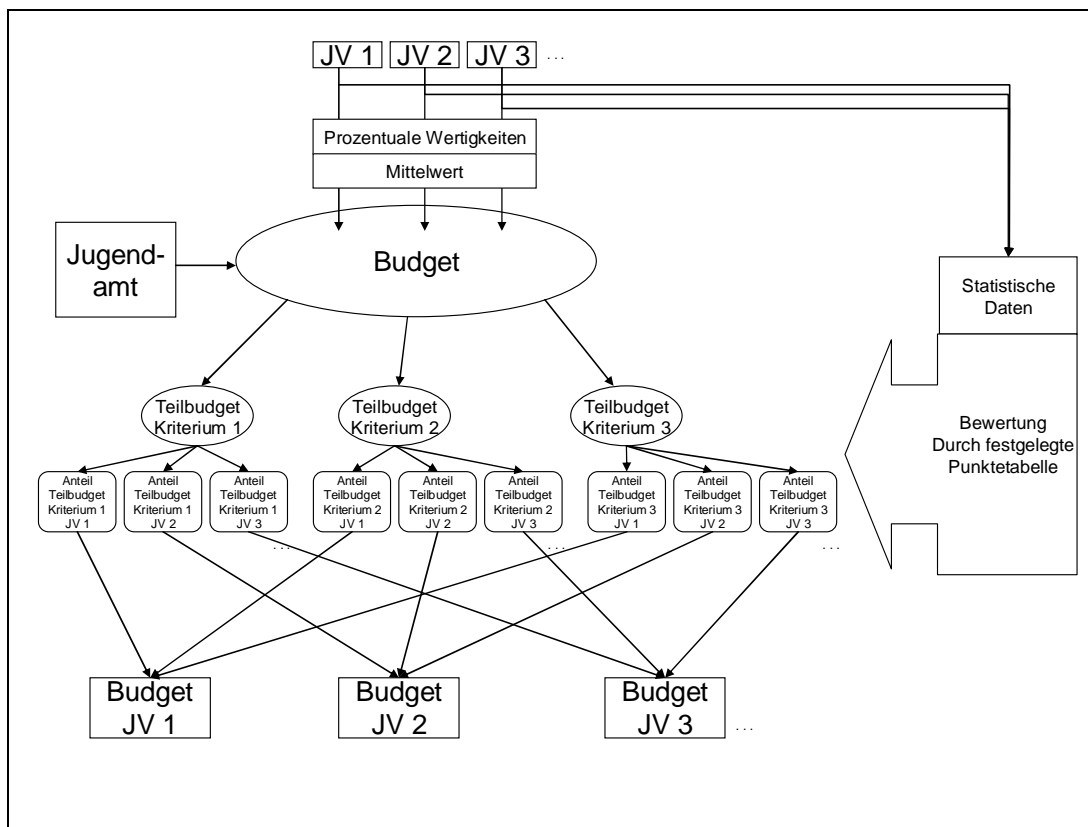 JV 1 JV 2 JV 3 ...
Prozentuale Wertigkeiten
Mittelwert
Jugend-
amt
Budget
Statistische
Daten
Bewertung
Durch festgelegte
Punktetabelle
Teilbudget
Kriterium 1
Teilbudget
Kriterium 2
Teilbudget
Kriterium 3
Anteil
Teilbudget
Kriterium 1
JV 1
Anteil
Teilbudget
Kriterium 1
JV 2
Anteil
Teilbudget
Kriterium 1
JV 3
...
Anteil
Teilbudget
Kriterium 2
JV 1
Anteil
Teilbudget
Kriterium 2
JV 2
Anteil
Teilbudget
Kriterium 2
JV 3
...
Anteil
Teilbudget
Kriterium 3
JV 1
Anteil
Teilbudget
Kriterium 3
JV 2
Anteil
Teilbudget
Kriterium 3
JV 3
...
Budget
JV 1
Budget
JV 2
Budget
JV 3
...